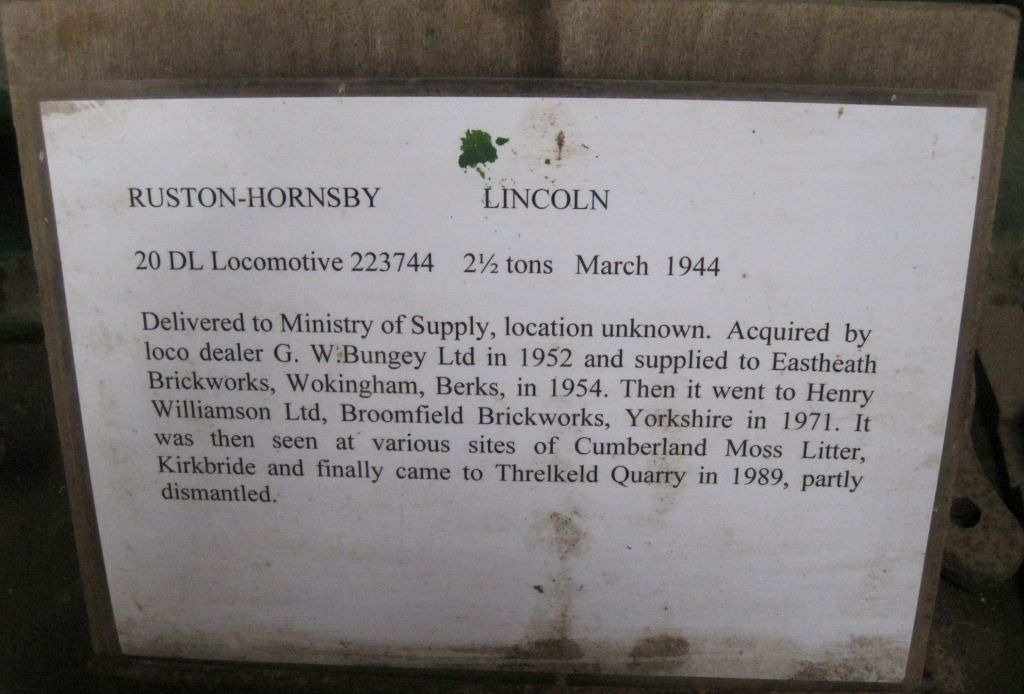 RUSTON-HORNSBY LINCOLN
20 DL Locomotive 223744 2½ tons March 1944
Delivered to Ministry of Supply, location unknown. Acquired by
loco dealer G. W.Bungey Ltd in 1952 and supplied to Eastheath
Brickworks, Wokingham, Berks, in 1954. Then it went to Henry
Williamson Ltd, Broomfield Brickworks, Yorkshire in 1971. It
was then seen at various sites of Cumberland Moss Litter,
Kirkbride and finally came to Threlkeld Quarry in 1989, partly
dismantled.